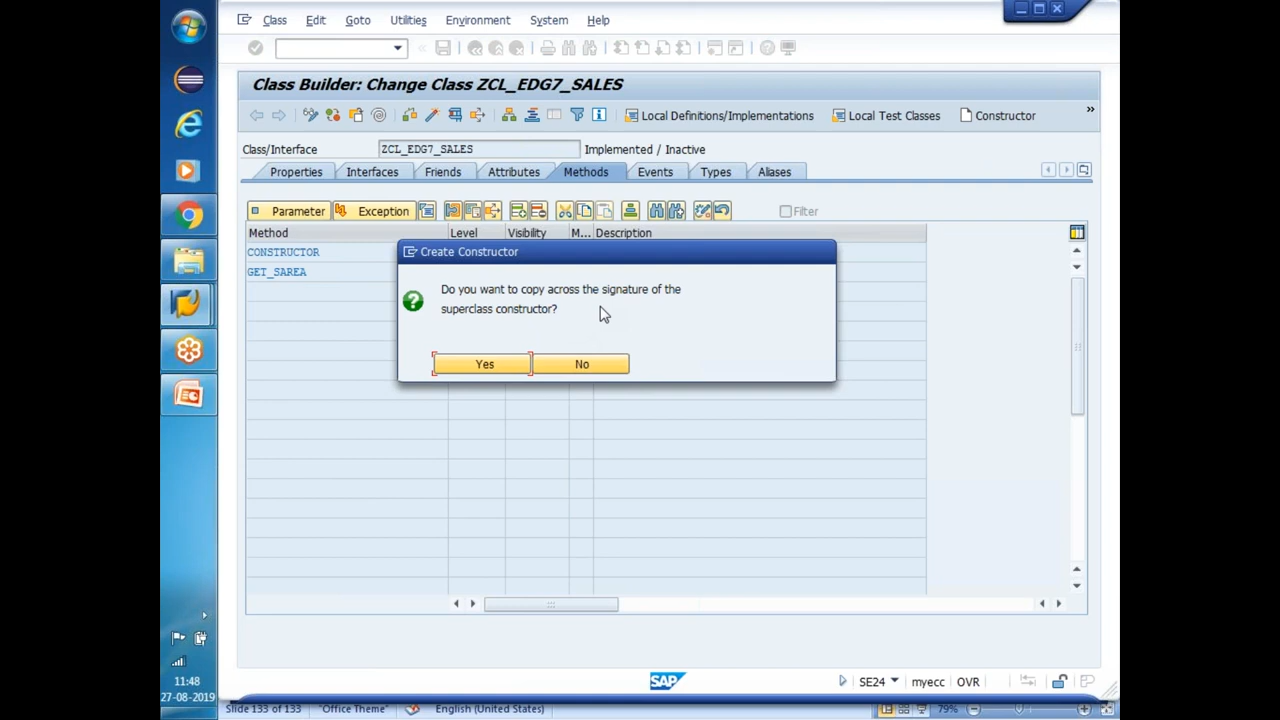 Class Edit Goto Utilities Environment System Help
Class Builder: Change Class ZCL_EDG7_SALES
Local Definitions/Implementations Local Test Classes Constructor
Class/Interface ZCL_EDG7_SALES Implemented / Inactive
Properties Interfaces Friends Attributes Methods Events Types Aliases
Parameter Exception Filter
Method Level Visibility M... Description
CONSTRUCTOR
GET_SAREA
Create Constructor
Do you want to copy across the signature of the
superclass constructor?
Yes No
SAP SE24 myecc OVR
11:48
27-08-2019
Slide 133 of 133 "Office Theme" English (United States) 79%